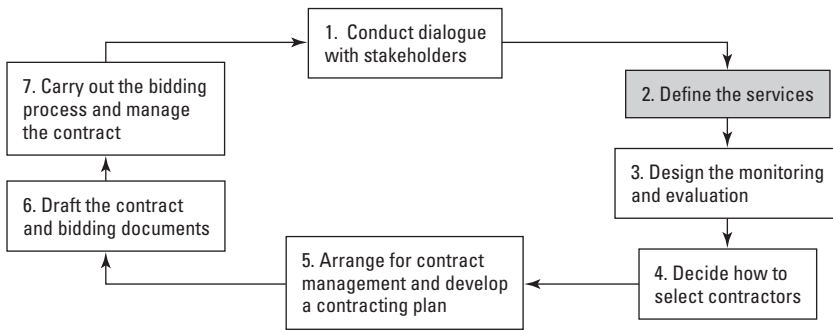 1. Conduct dialogue
with stakeholders
2. Define the services
3. Design the monitoring
and evaluation
4. Decide how to
select contractors
5. Arrange for contract
management and develop
a contracting plan
6. Draft the contract
and bidding documents
7. Carry out the bidding
process and manage
the contract